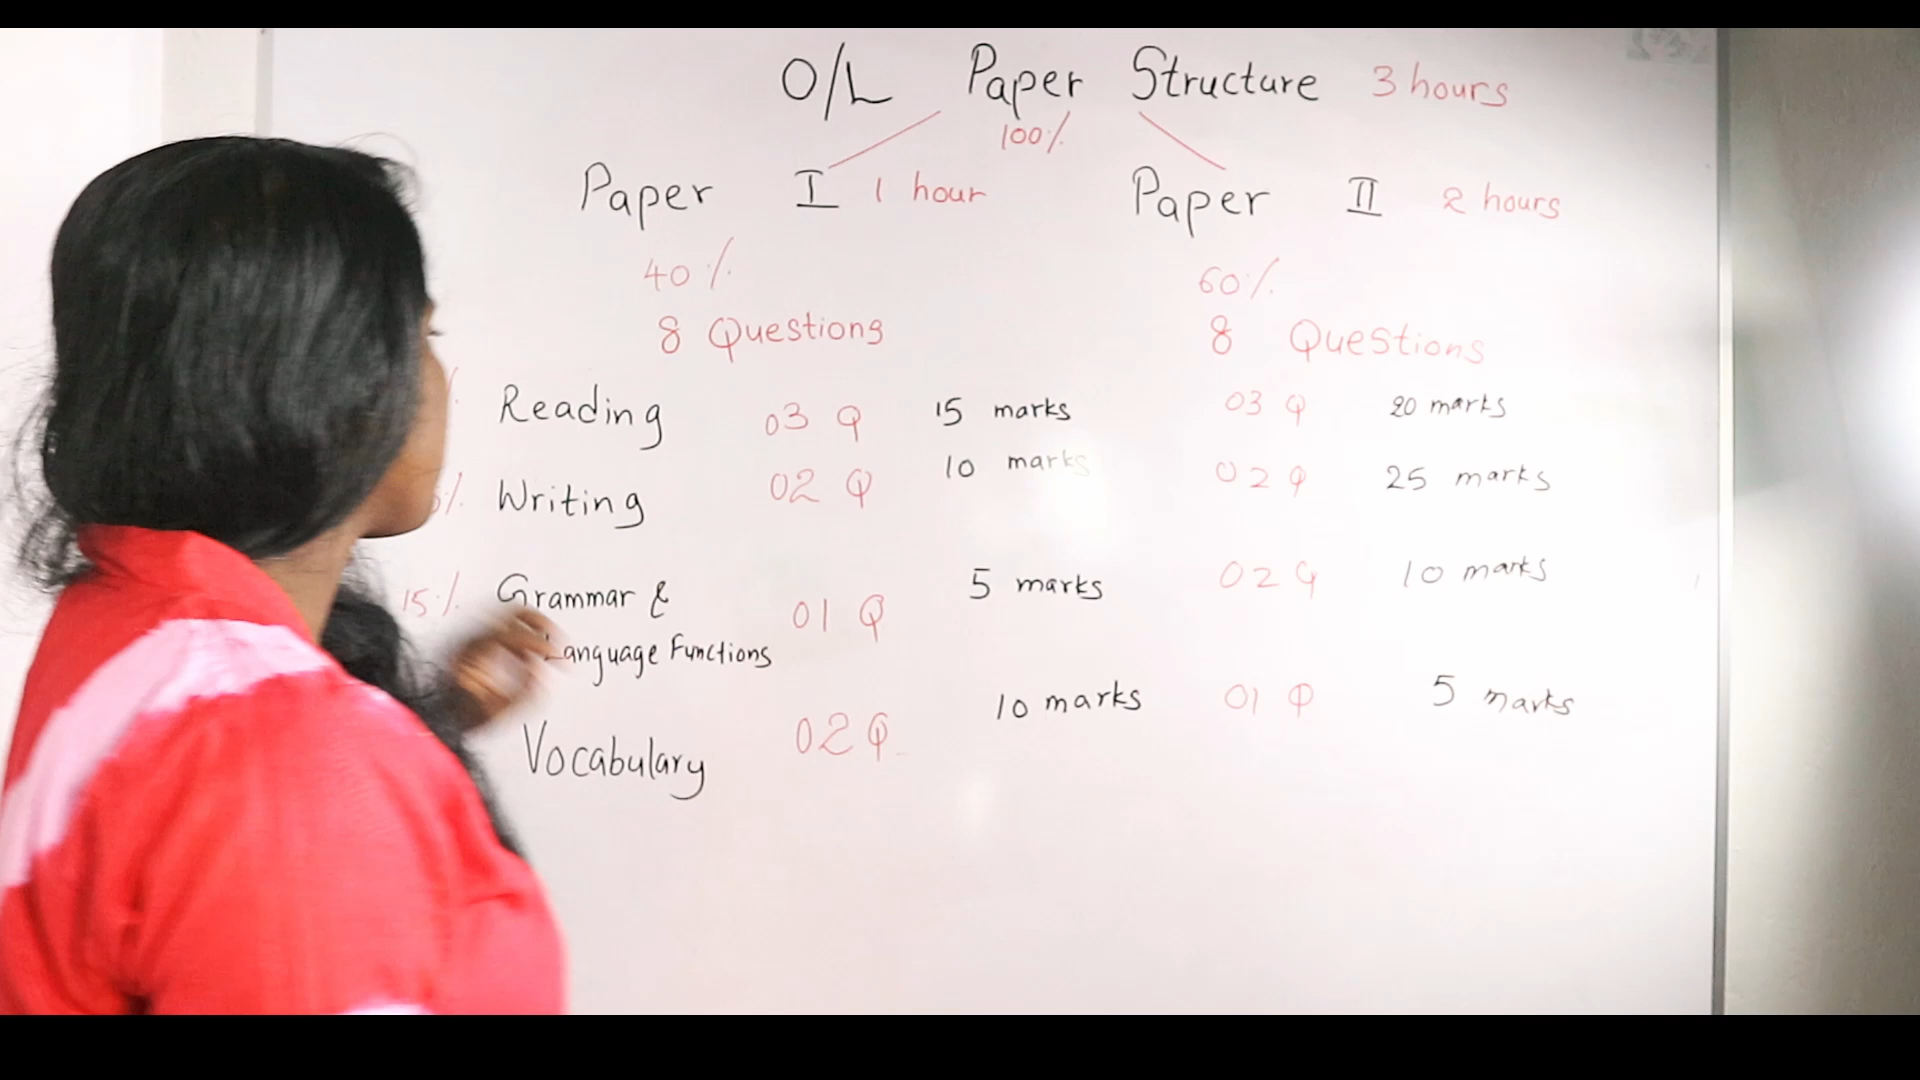 O/L Paper Structure 3 hours
100%
Paper I 1 hour Paper II 2 hours
40% 60%
8 Questions 8 Questions
Reading 03 Q 15 marks 03 Q 20 marks
Writing 02 Q 10 marks 02 Q 25 marks
15% Grammar & 01 Q 5 marks 02 Q 10 marks
Language Functions
Vocabulary 02 Q 10 marks 01 Q 5 marks